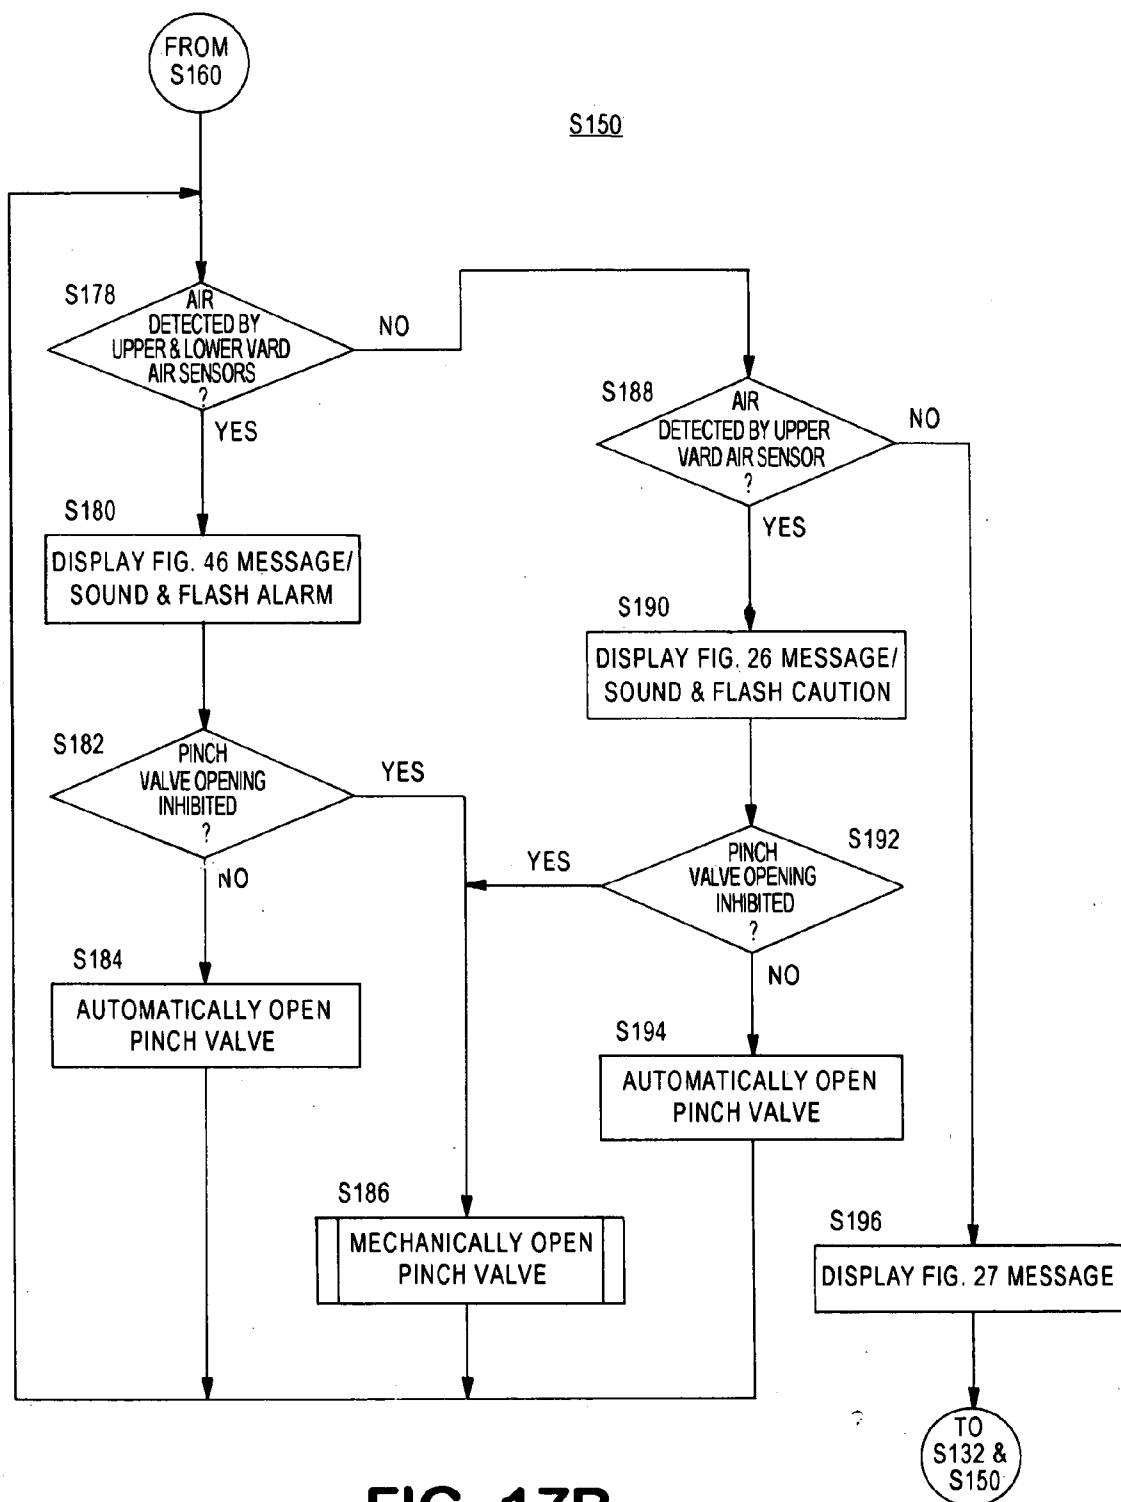 FROM
S160
S150
S178
AIR
DETECTED BY
UPPER & LOWER VARD
AIR SENSORS
?
NO
YES
S188
AIR
DETECTED BY UPPER
VARD AIR SENSOR
?
NO
YES
S180
DISPLAY FIG. 46 MESSAGE/
SOUND & FLASH ALARM
S190
DISPLAY FIG. 26 MESSAGE/
SOUND & FLASH CAUTION
S182
PINCH
VALVE OPENING
INHIBITED
?
YES
NO
S192
PINCH
VALVE OPENING
INHIBITED
?
YES
NO
S184
AUTOMATICALLY OPEN
PINCH VALVE
S194
AUTOMATICALLY OPEN
PINCH VALVE
S186
MECHANICALLY OPEN
PINCH VALVE
S196
DISPLAY FIG. 27 MESSAGE
TO
S132 &
S150
FIG. 17B